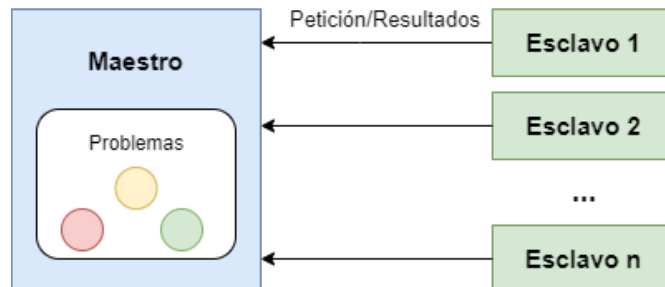 Petición/Resultados
Maestro
Problemas
Esclavo 1
Esclavo 2
...
Esclavo n